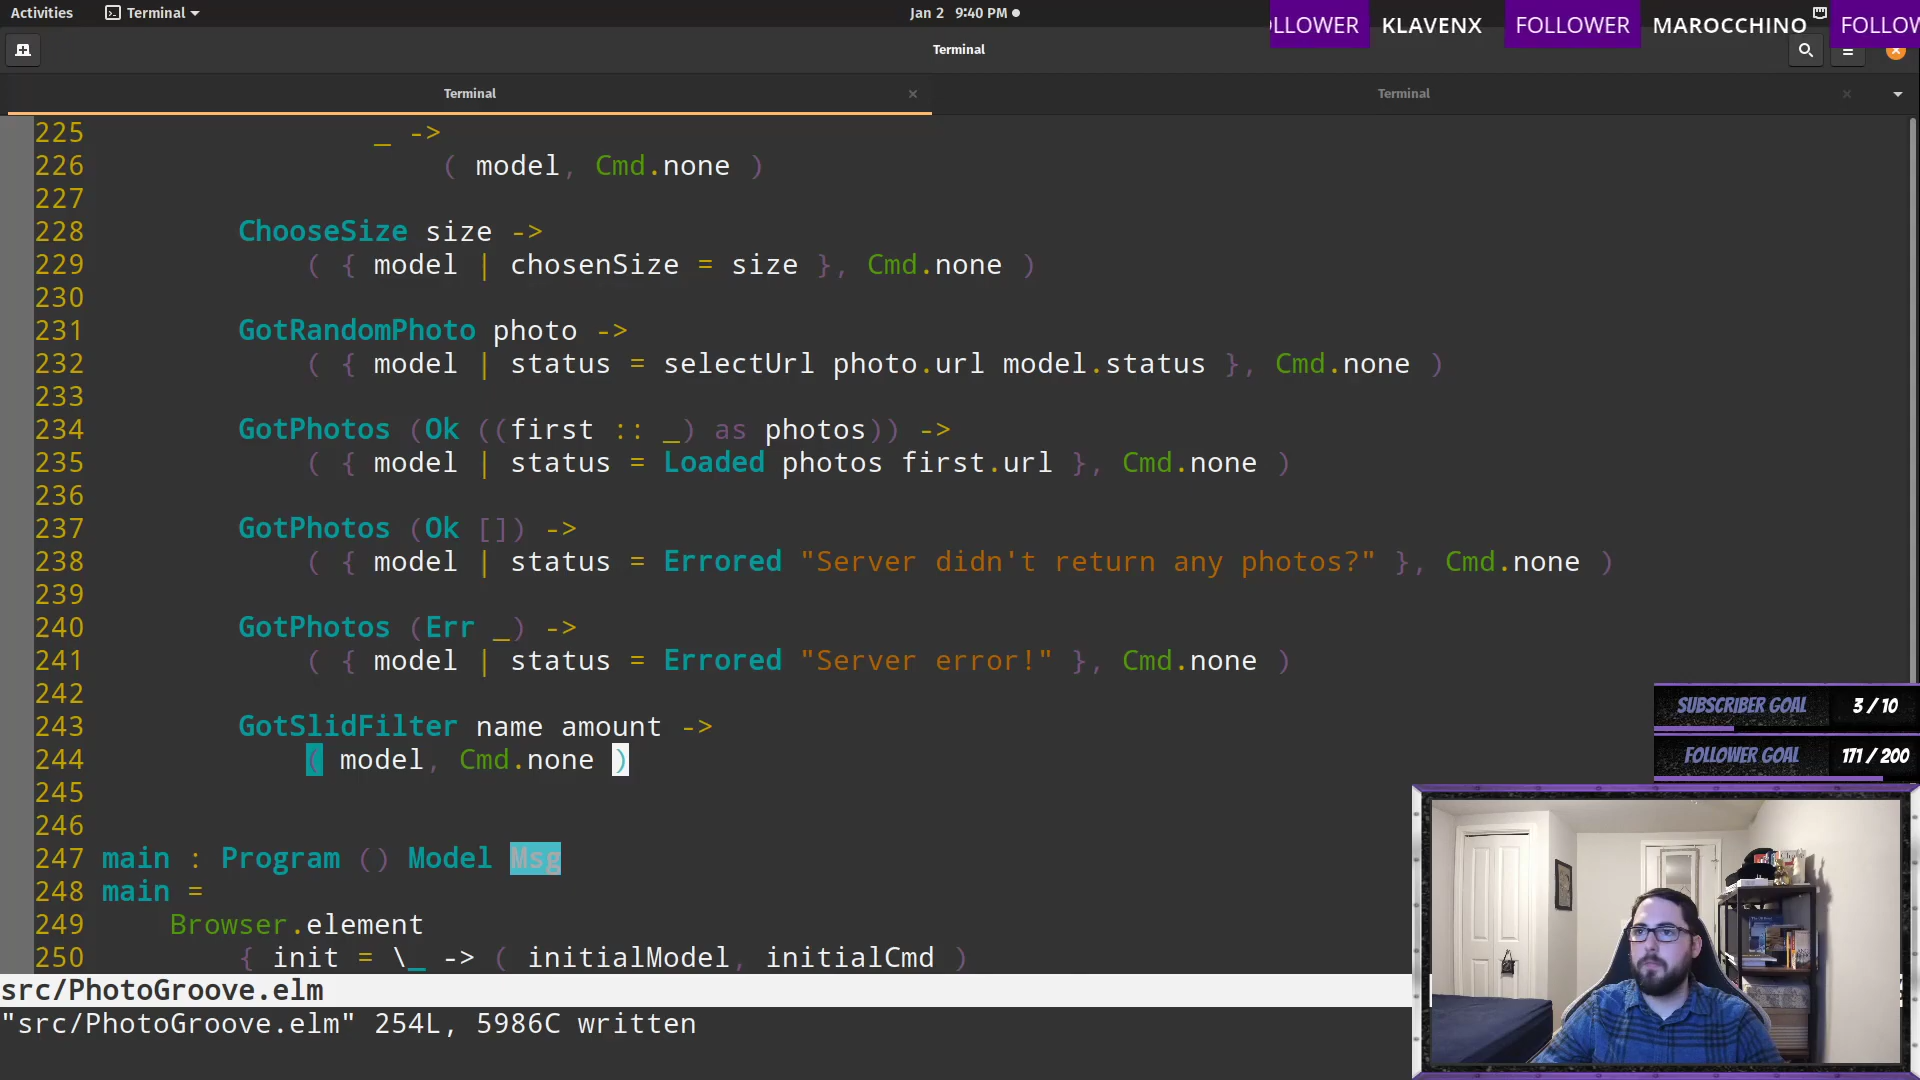 Activities
Terminal
Jan 2 9:40 PM
OLLOWER KLAVENX FOLLOWER MAROCCHINO FOLLOW
Terminal
Terminal
Terminal
225 _ ->
226 ( model, Cmd.none )
227
228 ChooseSize size ->
229 ( { model | chosenSize = size }, Cmd.none )
230
231 GotRandomPhoto photo ->
232 ( { model | status = selectUrl photo.url model.status }, Cmd.none )
233
234 GotPhotos (Ok ((first :: _) as photos)) ->
235 ( { model | status = Loaded photos first.url }, Cmd.none )
236
237 GotPhotos (Ok []) ->
238 ( { model | status = Errored "Server didn't return any photos?" }, Cmd.none )
239
240 GotPhotos (Err _) ->
241 ( { model | status = Errored "Server error!" }, Cmd.none )
242
243 GotSlidFilter name amount ->
244 ( model, Cmd.none )
245
246
247 main : Program () Model Msg
248 main =
249 Browser.element
250 { init = \_ -> ( initialModel, initialCmd )
src/PhotoGroove.elm
"src/PhotoGroove.elm" 254L, 5986C written
SUBSCRIBER GOAL 3 / 10
FOLLOWER GOAL 171 / 200